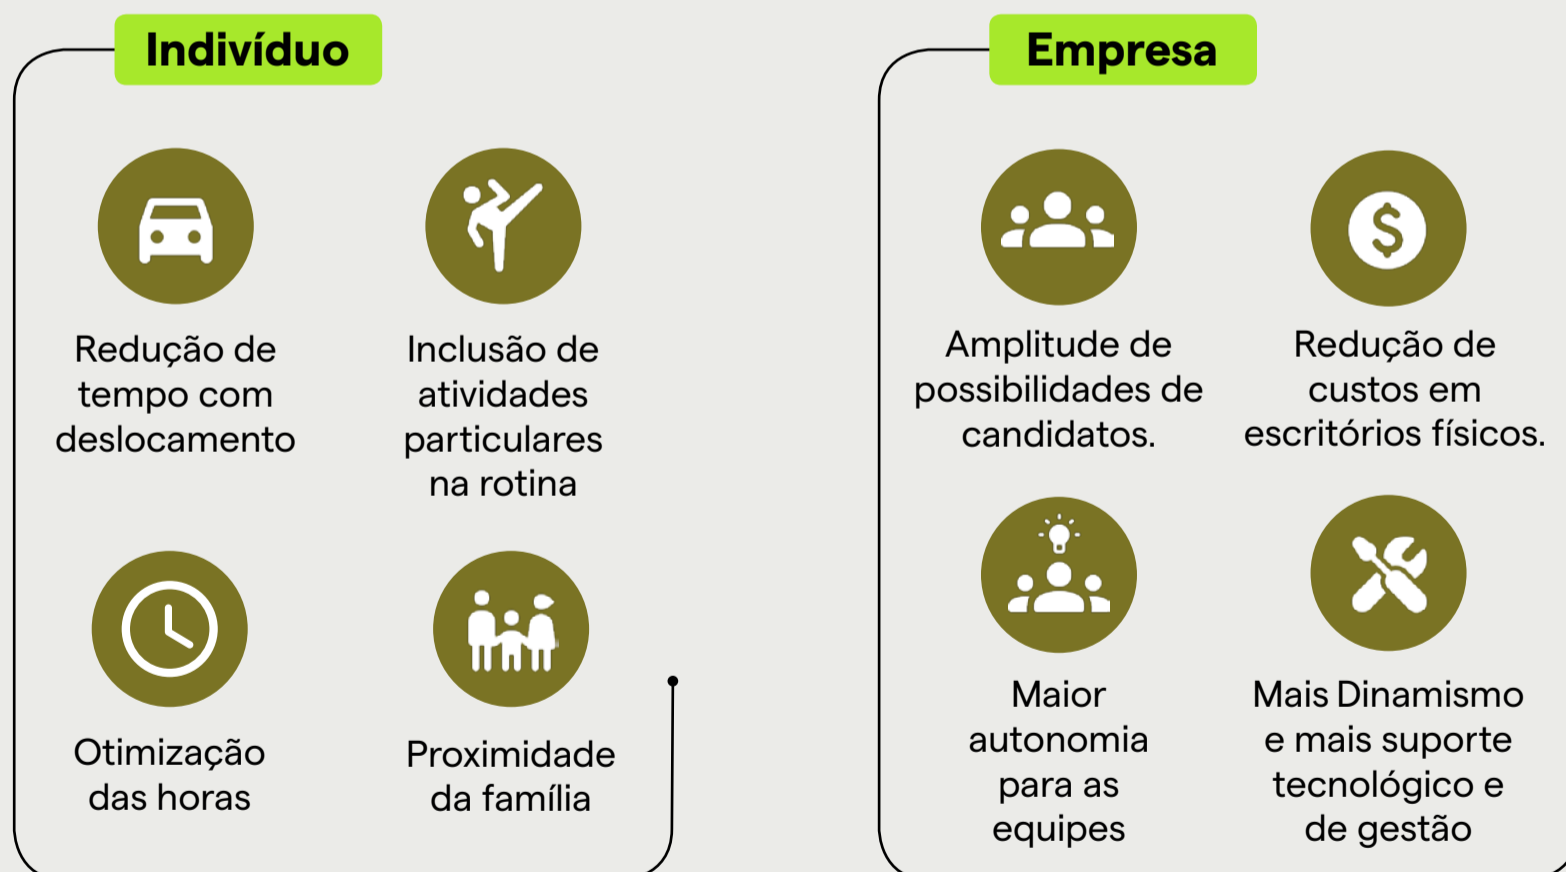 Indivíduo
Redução de
tempo com
deslocamento
Inclusão de
atividades
particulares
na rotina
Otimização
das horas
Proximidade
da família
Empresa
Amplitude de
possibilidades de
candidatos.
$
Redução de
custos em
escritórios físicos.
Maior
autonomia
para as
equipes
Mais Dinamismo
e mais suporte
tecnológico e
de gestão